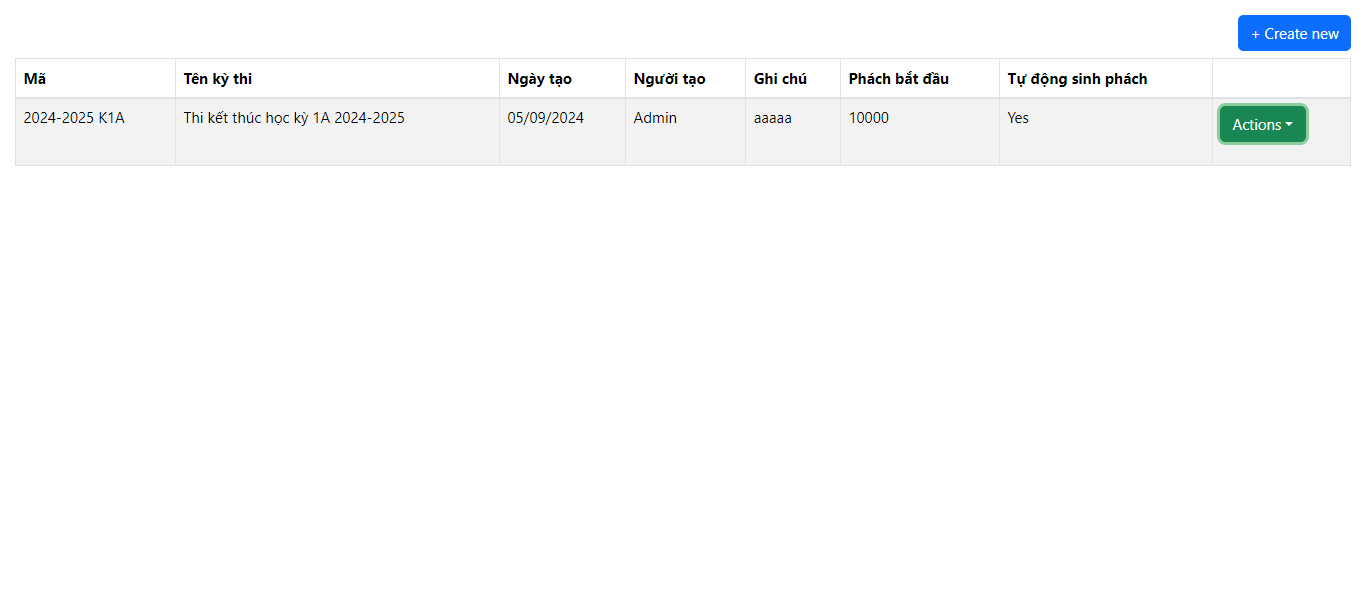 + Create new
Mã Tên kỳ thi Ngày tạo Người tạo Ghi chú Phách bắt đầu Tự động sinh phách
2024-2025 K1A Thi kết thúc học kỳ 1A 2024-2025 05/09/2024 Admin aaaaa 10000 Yes Actions